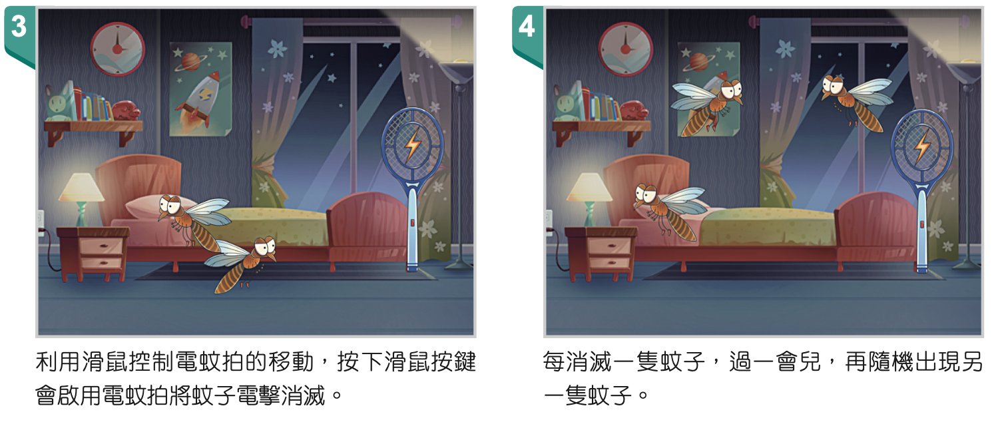 3
利用滑鼠控制電蚊拍的移動，按下滑鼠按鍵
會啟用電蚊拍將蚊子電擊消滅。
4
每消滅一隻蚊子，過一會兒，再隨機出現另
一隻蚊子。